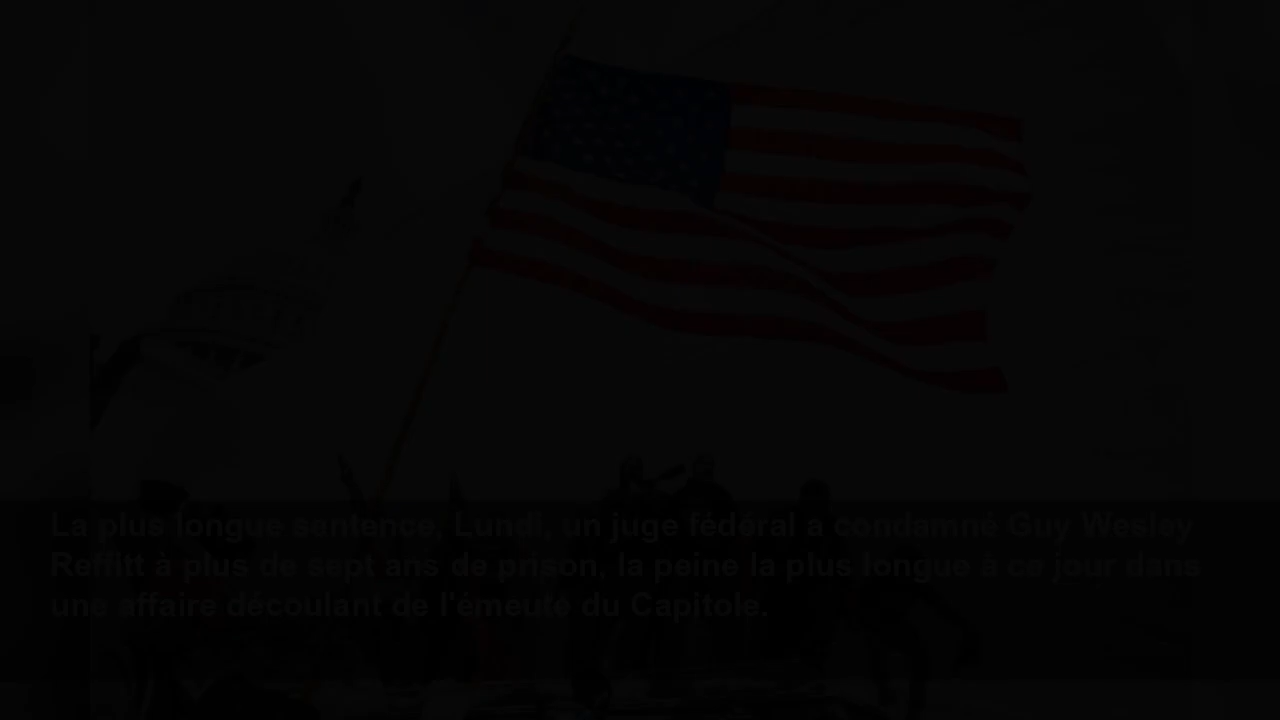 La plus longue sentence, Lundi, un juge fédéral a condamné Guy Wesley
Reffitt à plus de sept ans de prison, la peine la plus longue à ce jour dans
une affaire découlant de l'émeute du Capitole.